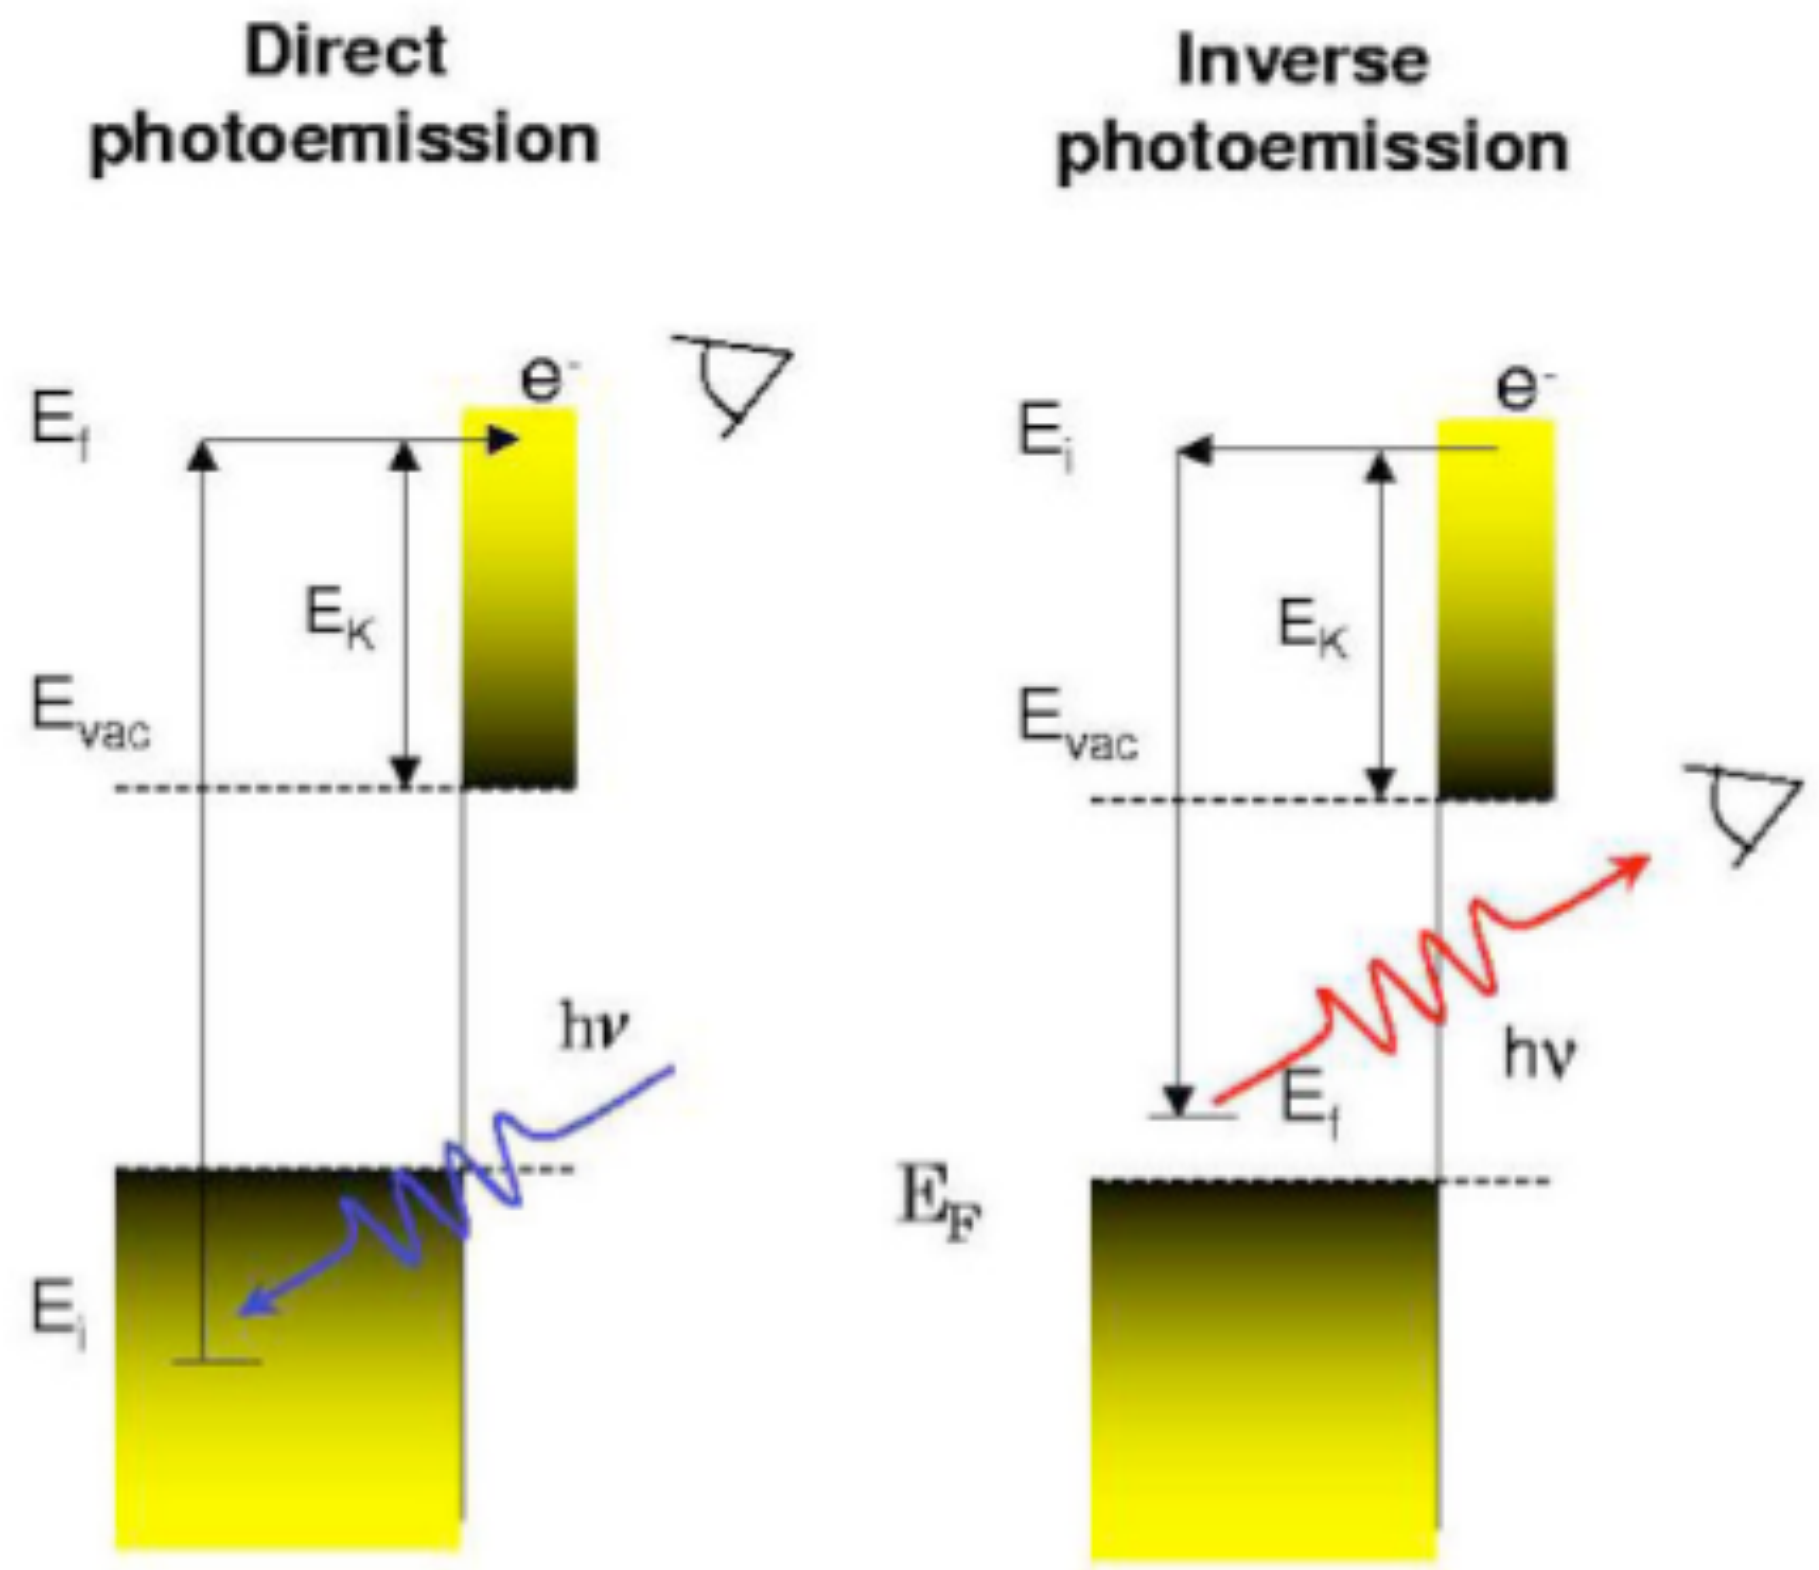 Direct
photoemission
e⁻
E_f
E_K
E_vac
hν
E_i
Inverse
photoemission
e⁻
E_i
E_K
E_vac
hν
E_f
E_F